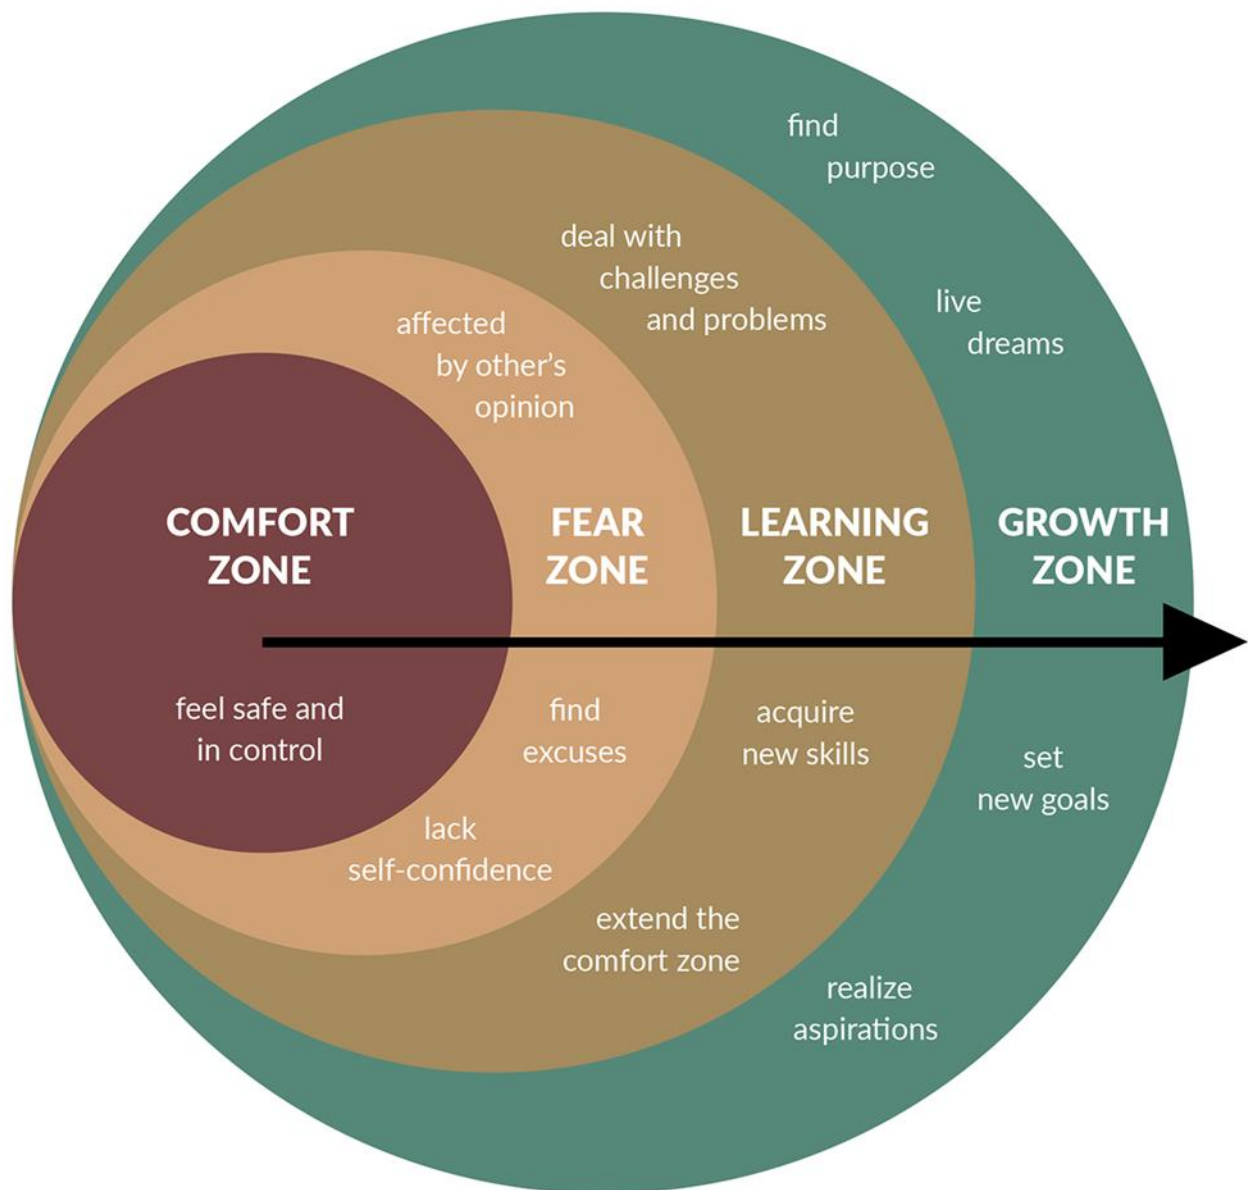 COMFORT
ZONE
feel safe and
in control
FEAR
ZONE
affected
by other's
opinion
find
excuses
lack
self-confidence
LEARNING
ZONE
deal with
challenges
and problems
acquire
new skills
extend the
comfort zone
GROWTH
ZONE
find
purpose
live
dreams
set
new goals
realize
aspirations